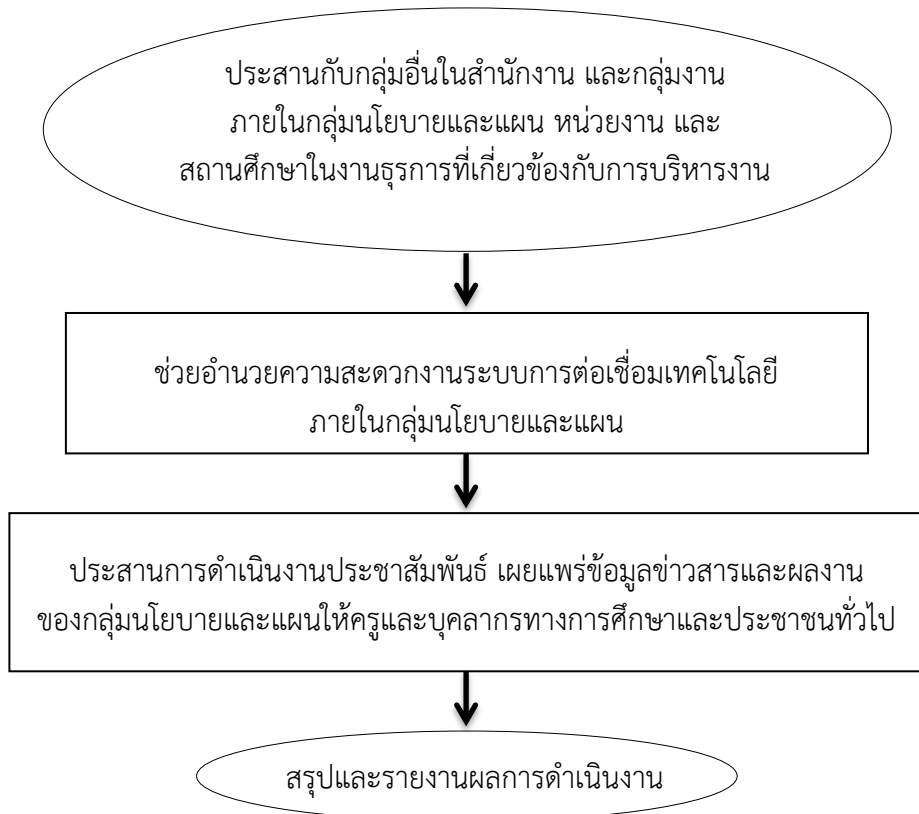 ประสานกับกลุ่มอื่นในสำนักงาน และกลุ่มงาน
ภายในกลุ่มนโยบายและแผน หน่วยงาน และ
สถานศึกษาในงานธุรการที่เกี่ยวข้องกับการบริหารงาน
ช่วยอำนวยความสะดวกงานระบบการต่อเชื่อมเทคโนโลยี
ภายในกลุ่มนโยบายและแผน
ประสานการดำเนินงานประชาสัมพันธ์ เผยแพร่ข้อมูลข่าวสารและผลงาน
ของกลุ่มนโยบายและแผนให้ครูและบุคลากรทางการศึกษาและประชาชนทั่วไป
สรุปและรายงานผลการดำเนินงาน